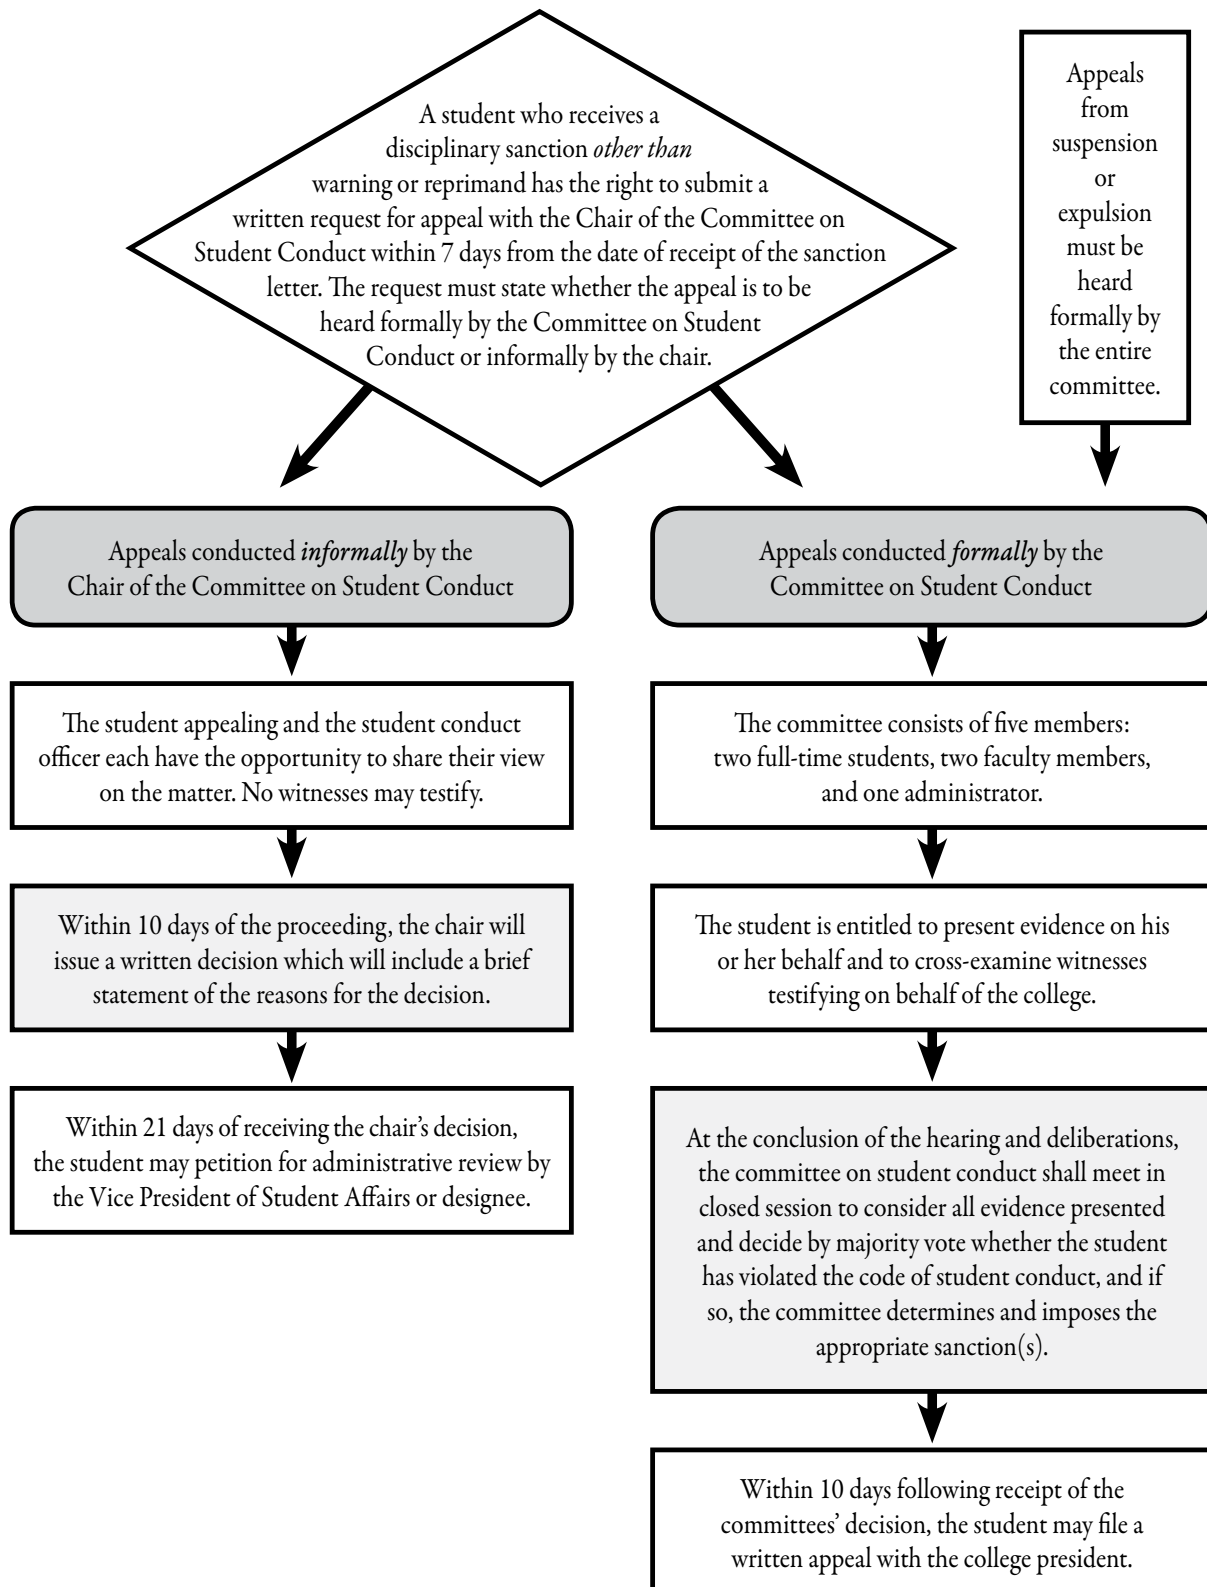 A student who receives a
disciplinary sanction other than
warning or reprimand has the right to submit a
written request for appeal with the Chair of the Committee on
Student Conduct within 7 days from the date of receipt of the sanction
letter. The request must state whether the appeal is to be
heard formally by the Committee on Student
Conduct or informally by the chair.
Appeals
from
suspension
or
expulsion
must be
heard
formally by
the entire
committee.
Appeals conducted informally by the
Chair of the Committee on Student Conduct
The student appealing and the student conduct
officer each have the opportunity to share their view
on the matter. No witnesses may testify.
Within 10 days of the proceeding, the chair will
issue a written decision which will include a brief
statement of the reasons for the decision.
Within 21 days of receiving the chair’s decision,
the student may petition for administrative review by
the Vice President of Student Affairs or designee.
Appeals conducted formally by the
Committee on Student Conduct
The committee consists of five members:
two full-time students, two faculty members,
and one administrator.
The student is entitled to present evidence on his
or her behalf and to cross-examine witnesses
testifying on behalf of the college.
At the conclusion of the hearing and deliberations,
the committee on student conduct shall meet in
closed session to consider all evidence presented
and decide by majority vote whether the student
has violated the code of student conduct, and if
so, the committee determines and imposes the
appropriate sanction(s).
Within 10 days following receipt of the
committees’ decision, the student may file a
written appeal with the college president.